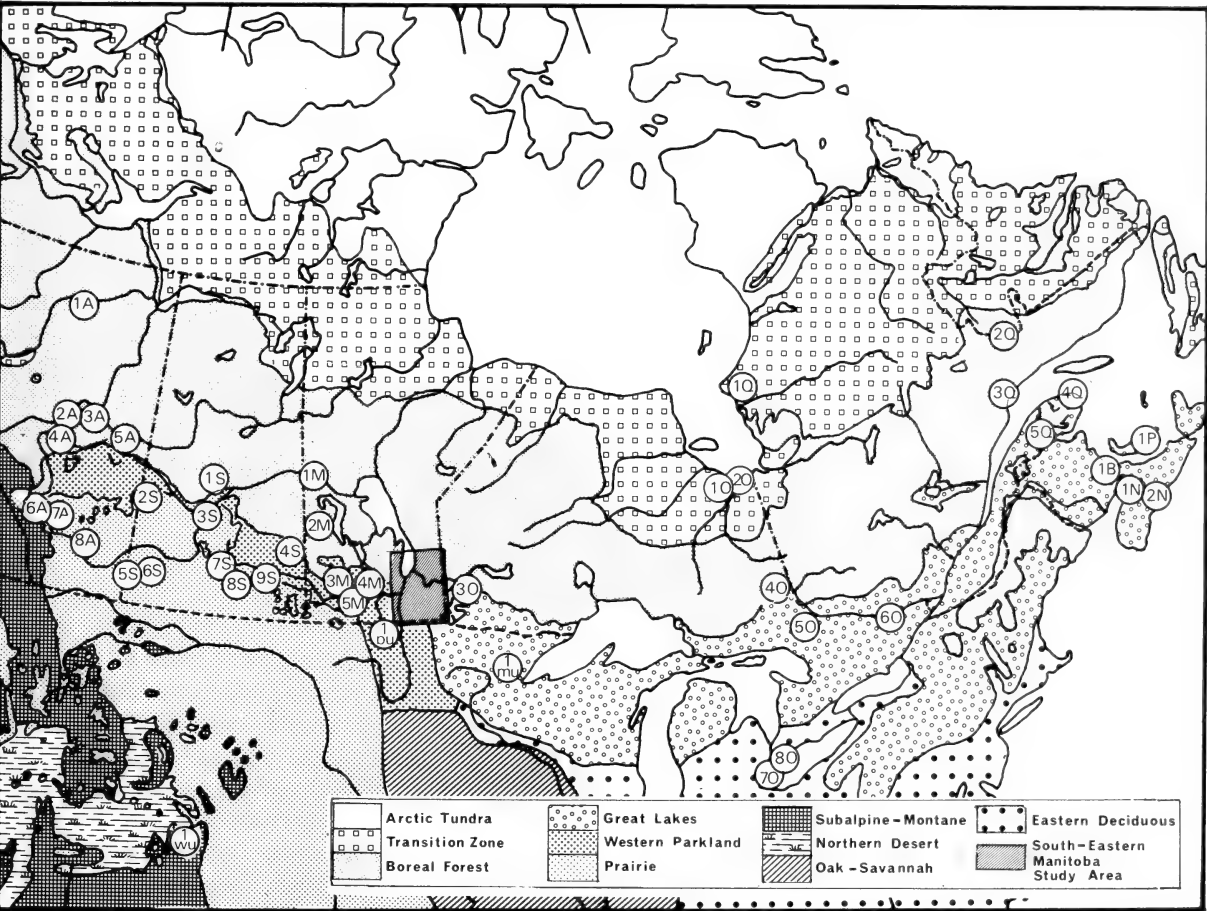 1A
2A 3A
4A 5A
6A 7A
8A
1S
2S
3S
4S
5S 6S
7S
8S 9S
1M
2M
3M 4M
5M
1Q
2Q
3Q
4Q
5Q
1P
1B
1N 2N
1O 2O
3O
4O
5O
6O
7O 8O
1
mu
1
wu
Arctic Tundra
Transition Zone
Boreal Forest
Great Lakes
Western Parkland
Prairie
Subalpine-Montane
Northern Desert
Oak-Savannah
Eastern Deciduous
South-Eastern
Manitoba
Study Area